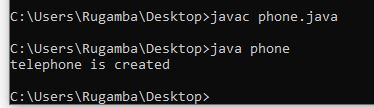 C:\Users\Rugamba\Desktop>javac phone.java
C:\Users\Rugamba\Desktop>java phone
telephone is created
C:\Users\Rugamba\Desktop>